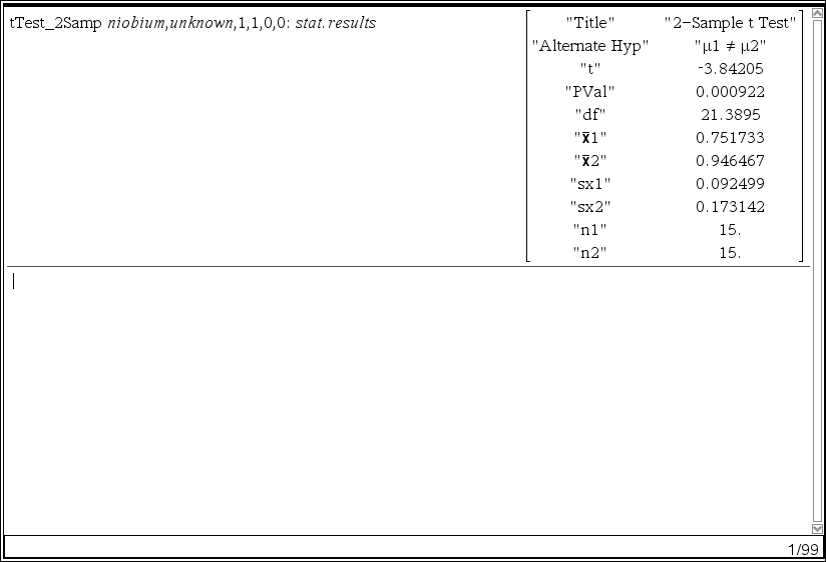 tTest_2Samp niobium,unknown,1,1,0,0: stat.results
"Title" "2−Sample t Test"
"Alternate Hyp" "μ1 ≠ μ2"
"t" -3.84205
"PVal" 0.000922
"df" 21.3895
"x̄1" 0.751733
"x̄2" 0.946467
"sx1" 0.092499
"sx2" 0.173142
"n1" 15.
"n2" 15.
1/99